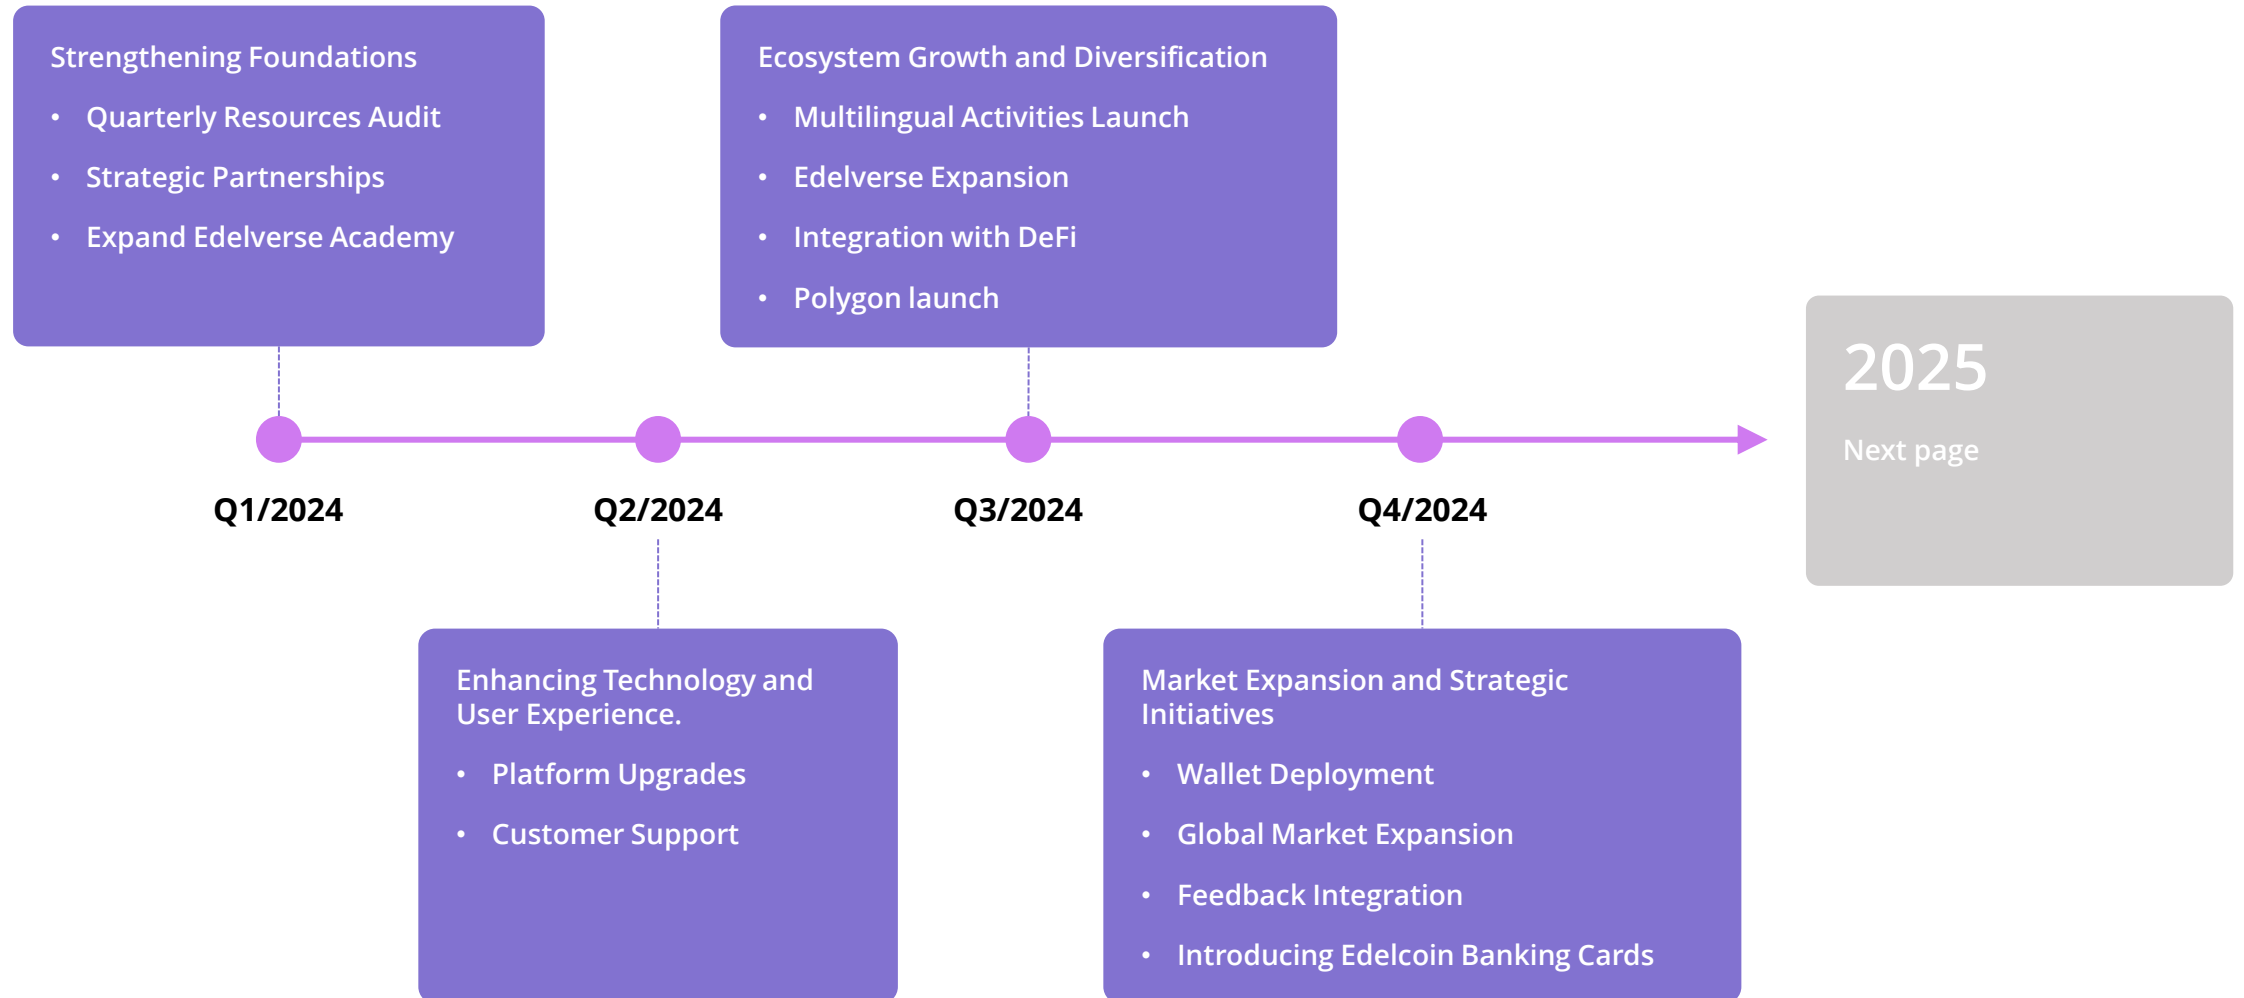 Strengthening Foundations
• Quarterly Resources Audit
• Strategic Partnerships
• Expand Edelverse Academy
Ecosystem Growth and Diversification
• Multilingual Activities Launch
• Edelverse Expansion
• Integration with DeFi
• Polygon launch
2025
Next page
Q1/2024
Q2/2024
Q3/2024
Q4/2024
Enhancing Technology and
User Experience.
• Platform Upgrades
• Customer Support
Market Expansion and Strategic
Initiatives
• Wallet Deployment
• Global Market Expansion
• Feedback Integration
• Introducing Edelcoin Banking Cards